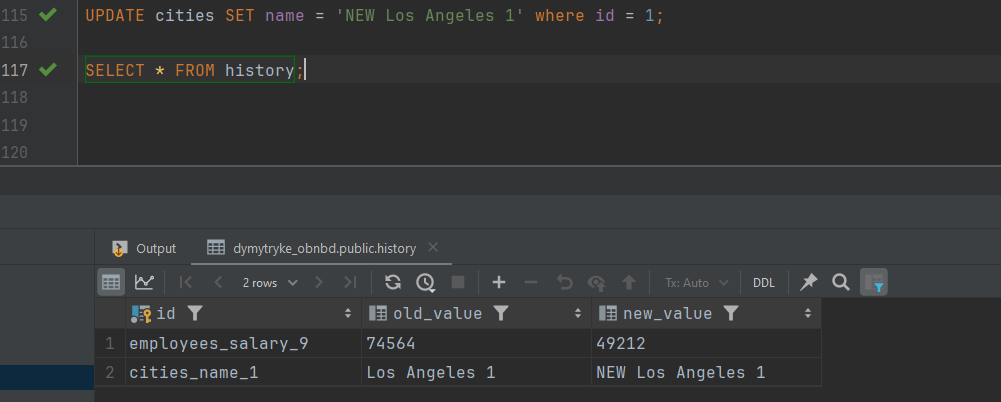 115 UPDATE cities SET name = 'NEW Los Angeles 1' where id = 1;
116
117 SELECT * FROM history;
118
119
120
Output dymytryke_obnbd.public.history
2 rows Tx: Auto DDL
id old_value new_value
1 employees_salary_9 74564 49212
2 cities_name_1 Los Angeles 1 NEW Los Angeles 1